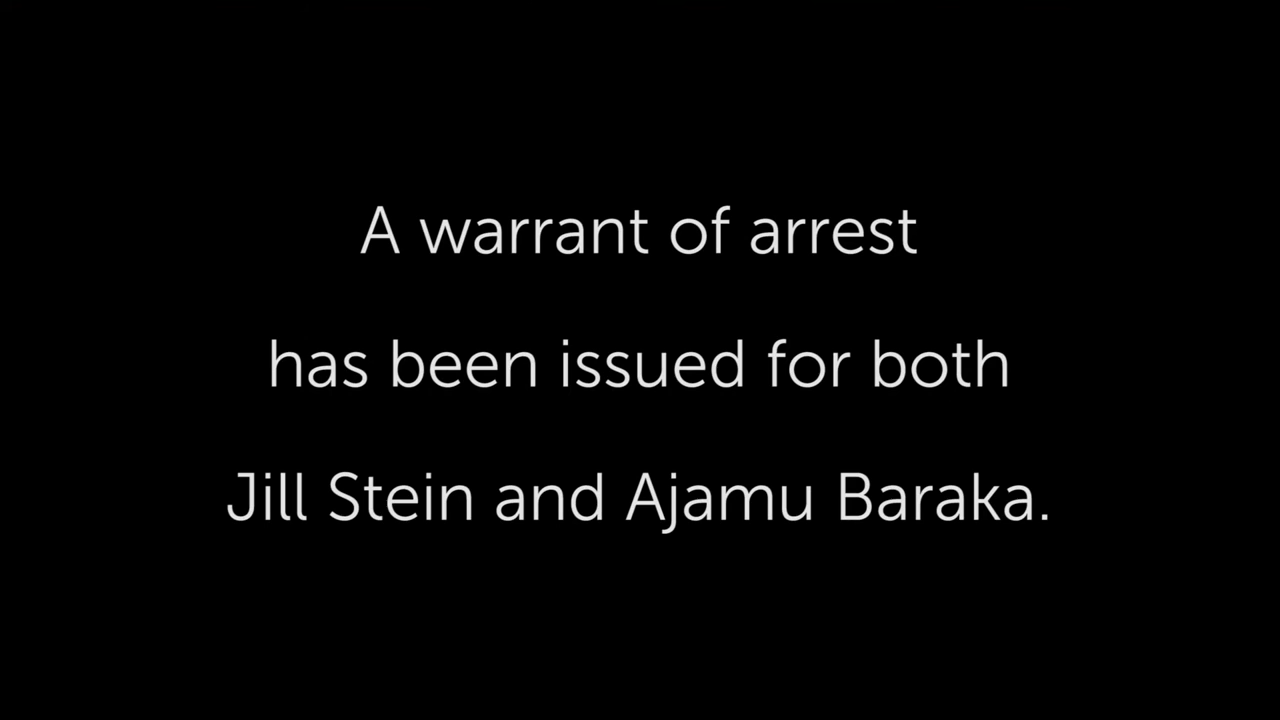 A warrant of arrest
has been issued for both
Jill Stein and Ajamu Baraka.